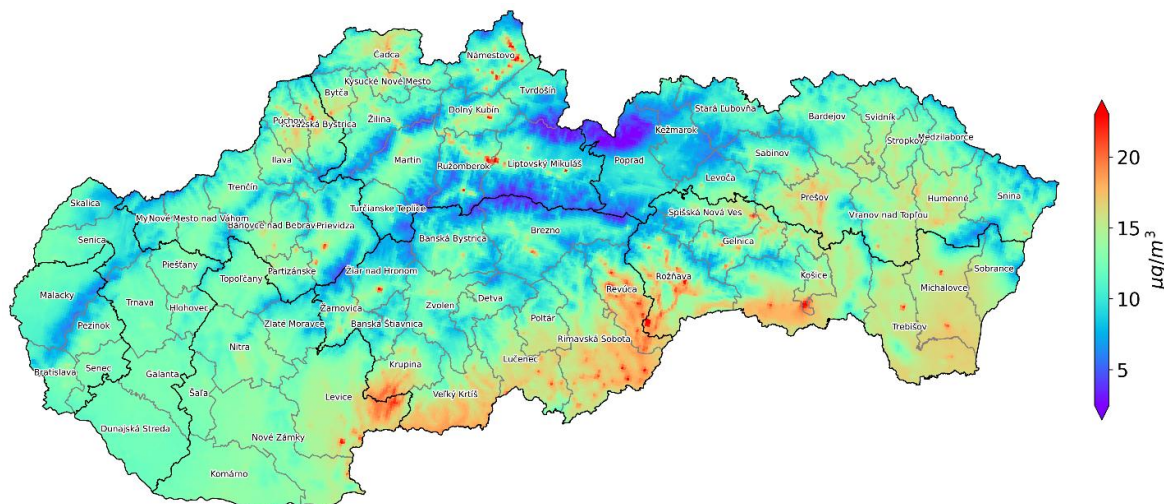 Čadca
Námestovo
Kysucké Nové Mesto
Bytča
Tvrdošín
Dolný Kubín
Stará Ľubovňa
Púchov
Považská Bystrica
Žilina
Kežmarok
Bardejov
Svidník
Stropkov
Medzilaborce
Ilava
Martin
Ružomberok
Liptovský Mikuláš
Poprad
Sabinov
Levoča
Trenčín
Prešov
Humenné
Snina
Skalica
Turčianske Teplice
Spišská Nová Ves
Vranov nad Topľou
My
Nové Mesto nad Váhom
Bánovce nad Bebrav
Prievidza
Brezno
Senica
Banská Bystrica
Gelnica
Piešťany
Topoľčany
Partizánske
Žiar nad Hronom
Rožňava
Košice
Sobrance
Malacky
Revúca
Michalovce
Trnava
Hlohovec
Žarnovica
Zvolen
Detva
Pezinok
Zlaté Moravce
Banská Štiavnica
Poltár
Trebišov
Nitra
Rimavská Sobota
Bratislava
Senec
Galanta
Krupina
Lučenec
Šaľa
Levice
Veľký Krtíš
Dunajská Streda
Nové Zámky
Komárno
20
15
10
5
μg/m³